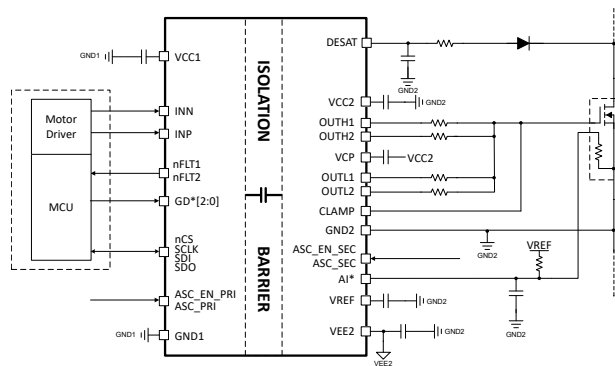 GND1
VCC1
Motor
Driver
MCU
INN
INP
nFLT1
nFLT2
GD*[2:0]
nCS
SCLK
SDI
SDO
ASC_EN_PRI
ASC_PRI
GND1
GND1
ISOLATION
BARRIER
DESAT
GND2
VCC2
GND2
OUTH1
OUTH2
VCP
VCC2
OUTL1
OUTL2
CLAMP
GND2
GND2
ASC_EN_SEC
ASC_SEC
VREF
AI*
VREF
GND2
GND2
VEE2
GND2
VEE2